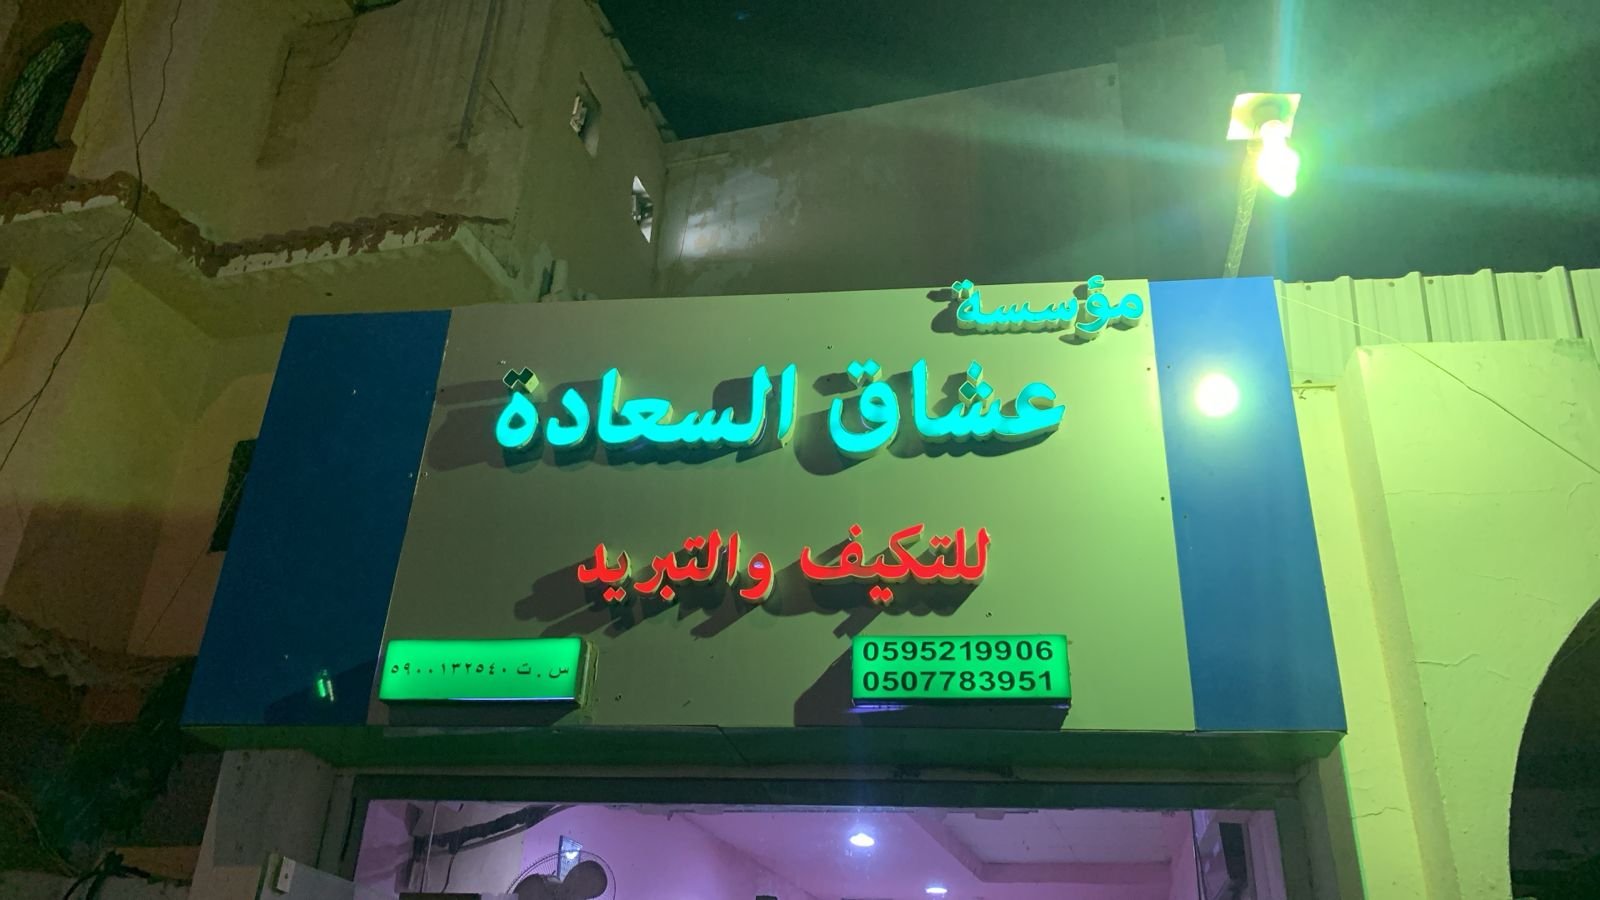 مؤسسة
عشاق السعادة
للتكيف والتبريد
0595219906
0507783951
س.ت ٥٩٠٠١٣٢٥٤٠